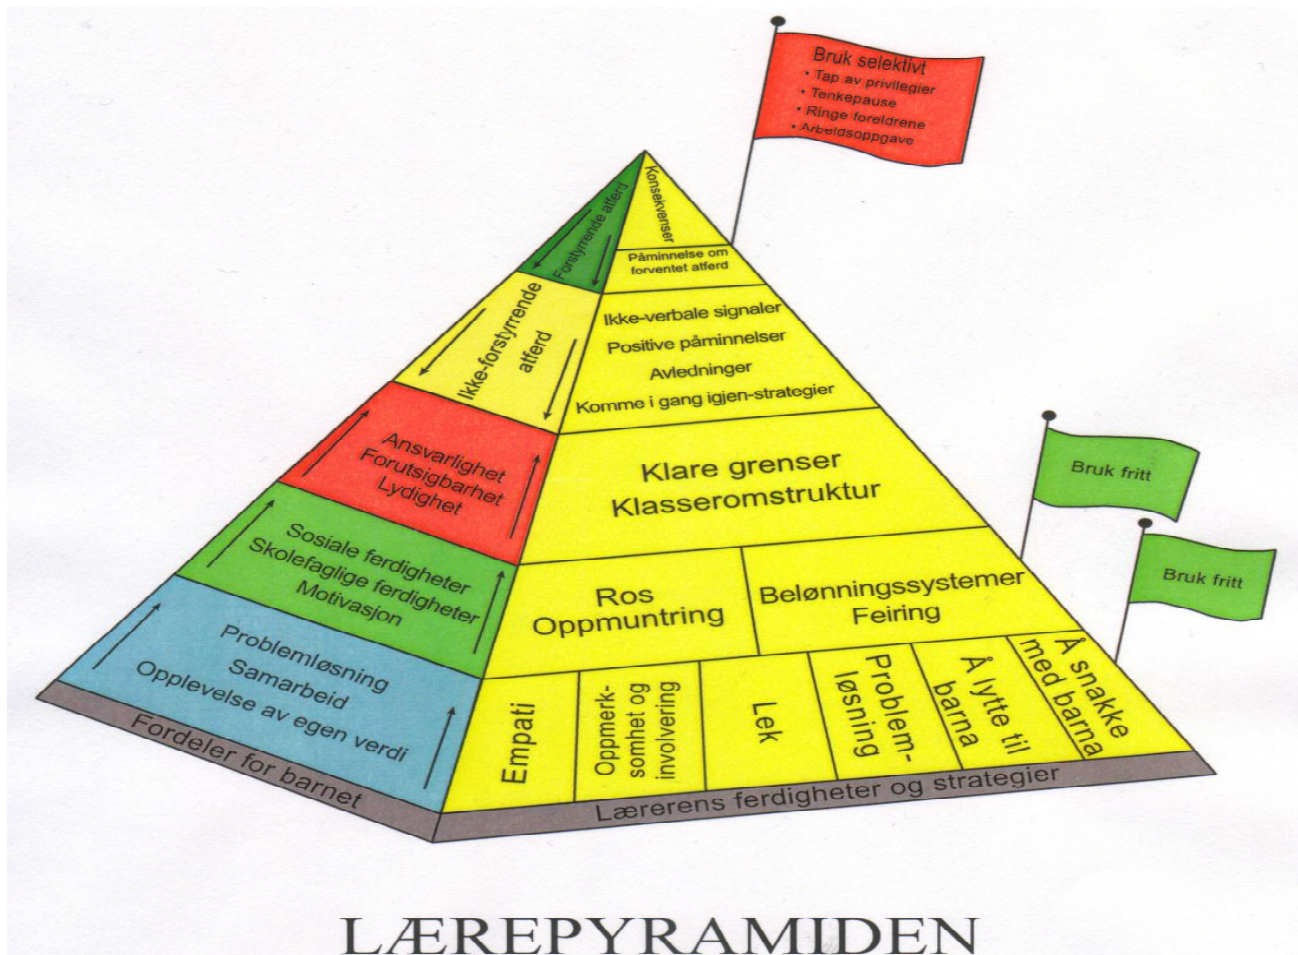 Bruk selektivt
• Tap av privilegier
• Tenkepause
• Ringe foreldrene
• Arbeidsoppgave
Forstyrrende atferd
Konsekvenser
Påminnelse om
forventet atferd
Ikke-forstyrrende
atferd
Ikke-verbale signaler
Positive påminnelser
Avledninger
Komme i gang igjen-strategier
Ansvarlighet
Forutsigbarhet
Lydighet
Klare grenser
Klasseromstruktur
Bruk fritt
Sosiale ferdigheter
Skolefaglige ferdigheter
Motivasjon
Ros
Oppmuntring
Belønningssystemer
Feiring
Bruk fritt
Problemløsning
Samarbeid
Opplevelse av egen verdi
Empati
Oppmerk-
somhet og
involvering
Lek
Problem-
løsning
Å lytte til
barna
Å snakke
med barna
Fordeler for barnet
Lærerens ferdigheter og strategier
LÆREPYRAMIDEN